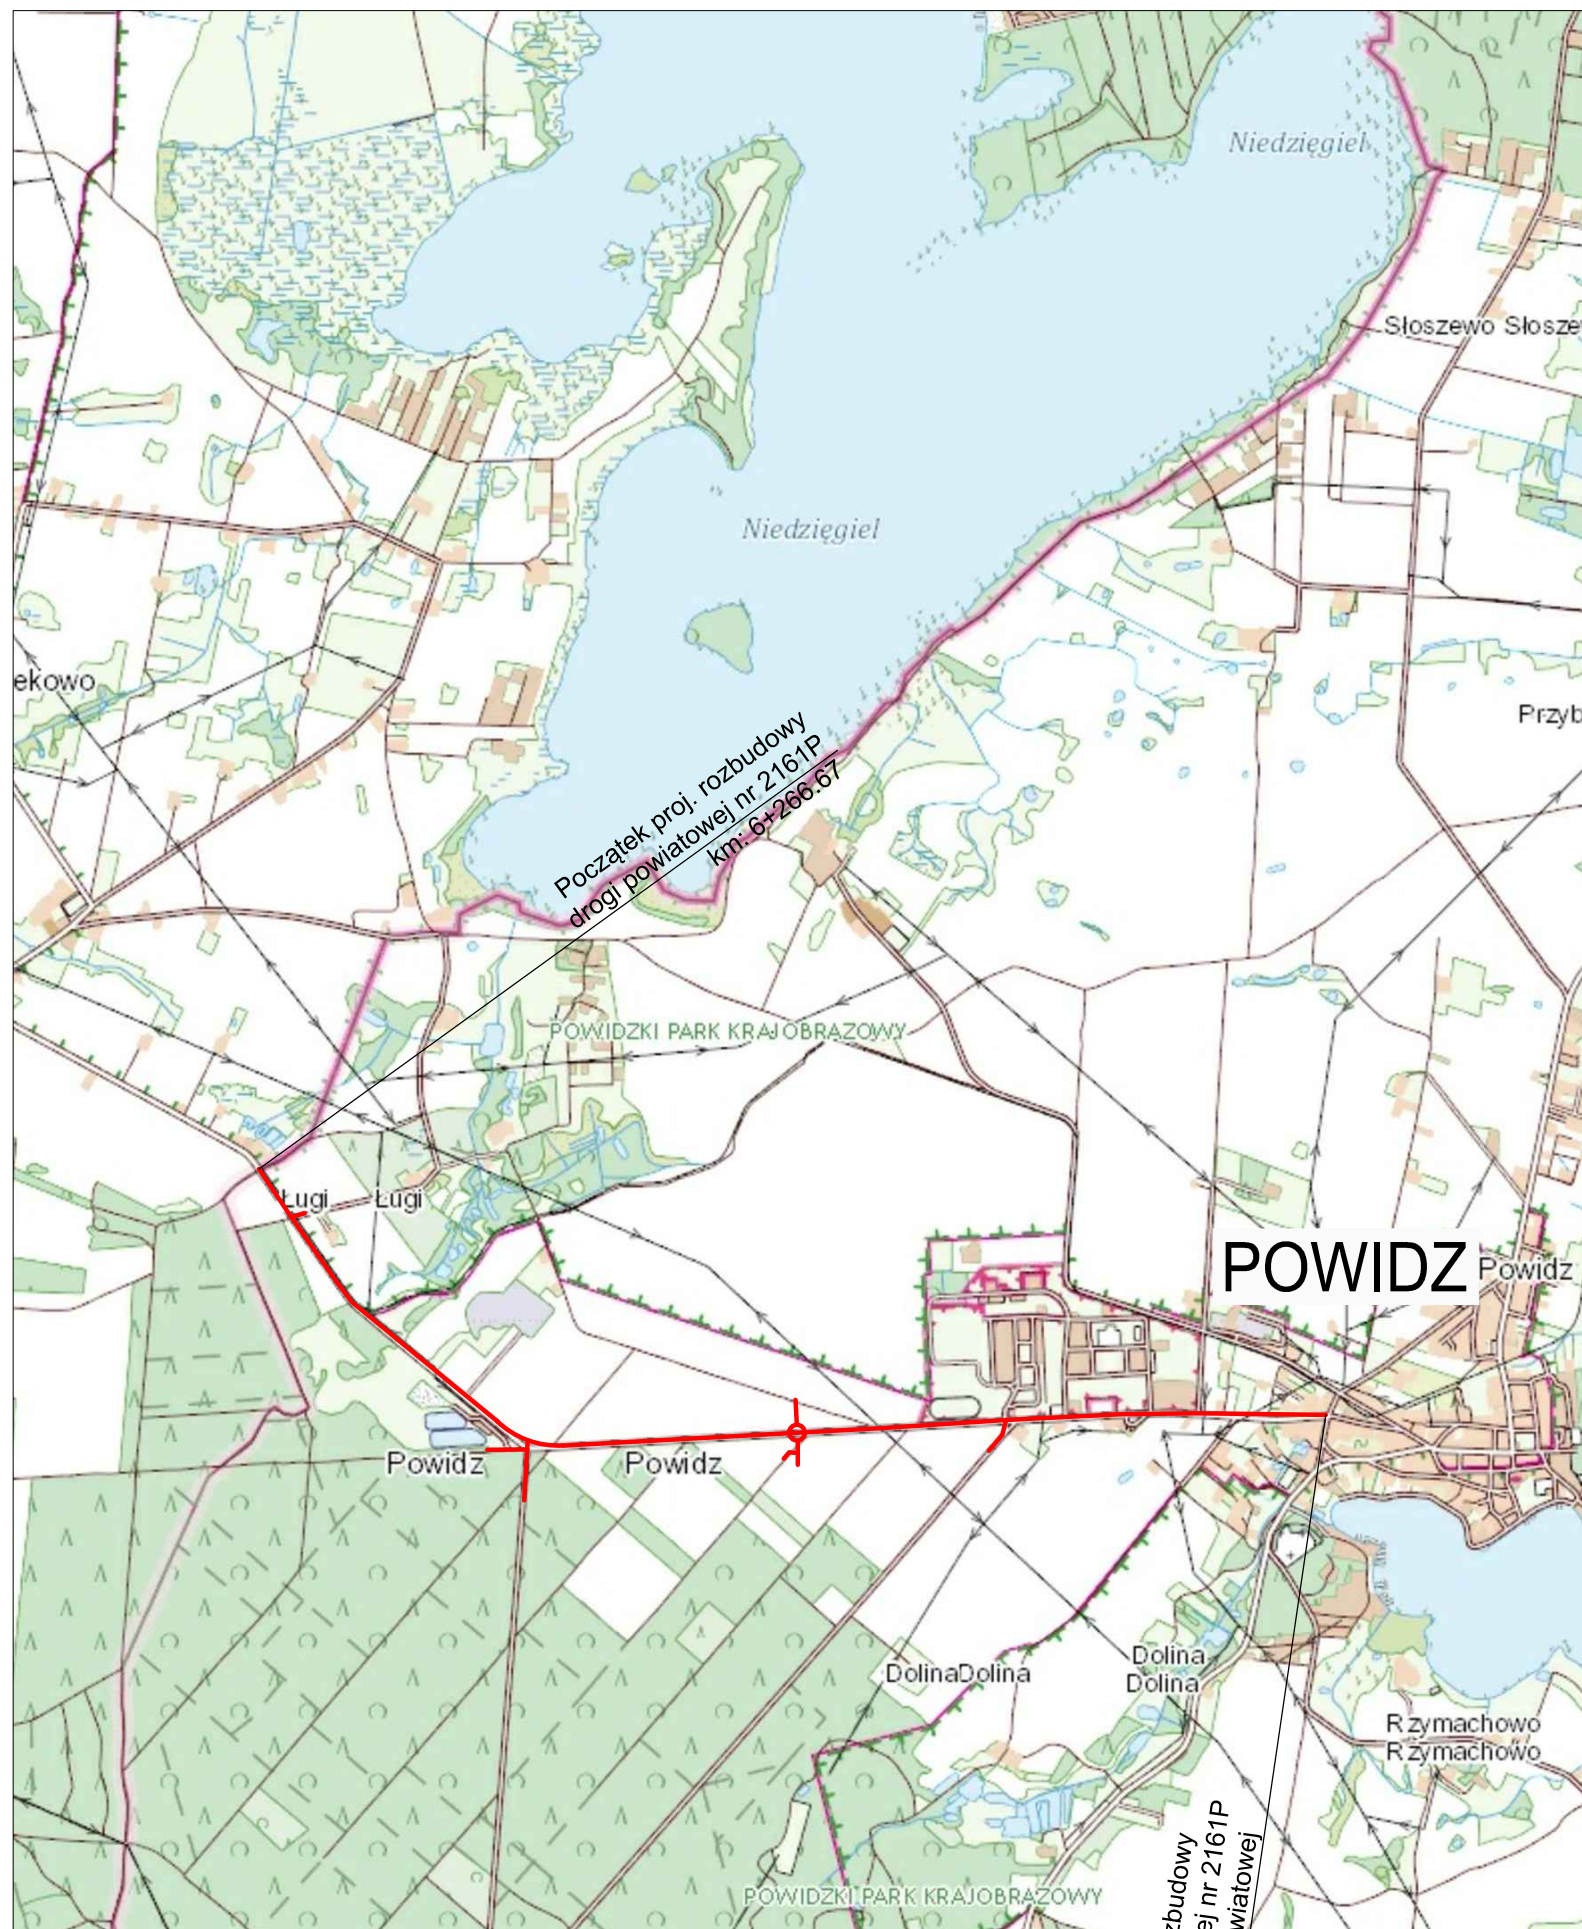 Niedzięgiel
Słoszewo Słosze
Niedzięgiel
ekowo
Przyb
Początek proj. rozbudowy
drogi powiatowej nr 2161P
km: 6+266.67
POWIDZKI PARK KRAJOBRAZOWY
Ługi Ługi
POWIDZ
Powidz
Powidz
Powidz
DolinaDolina
Dolina
Dolina
Rzymachowo
Rzymachowo
zbudowy
ej nr 2161P
wiatowej
POWIDZKI PARK KRAJOBRAZOWY